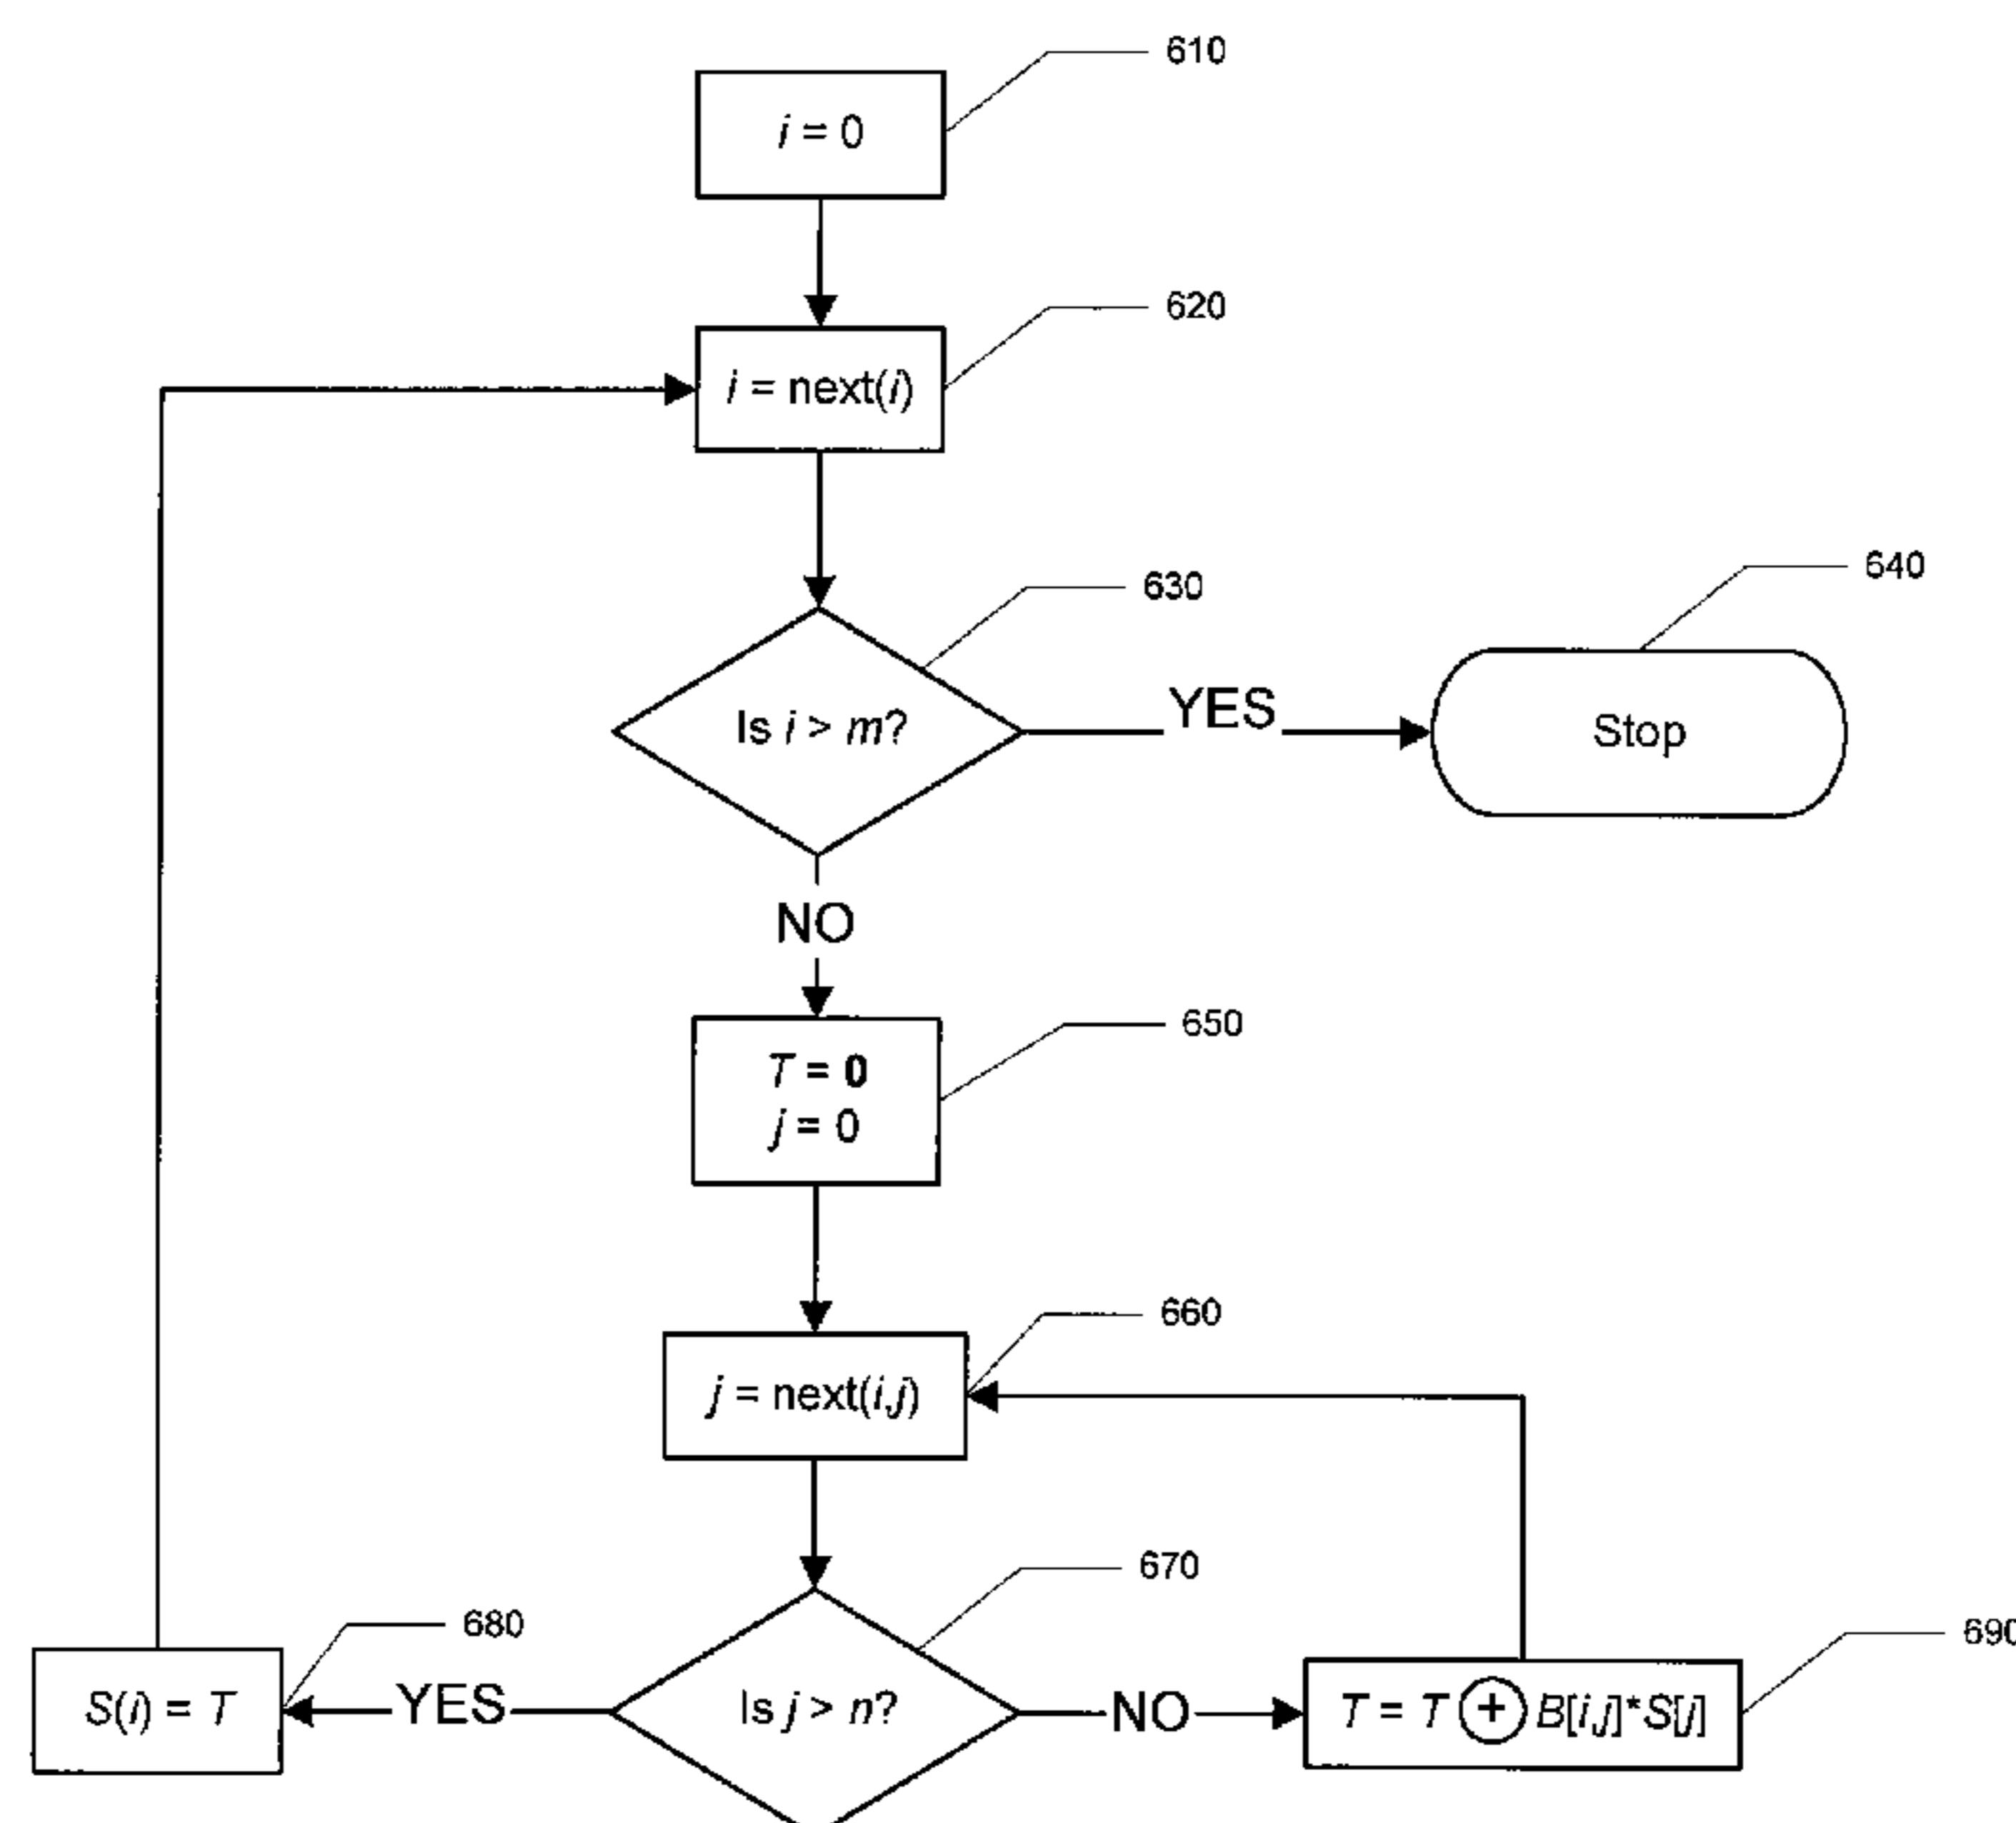 610
i = 0
620
i = next(i)
630
640
Is i > m?
YES
Stop
NO
650
T = 0
j = 0
660
j = next(i,j)
670
680
690
S(i) = T
YES
Is j > n?
NO
T = T ⊕ B[i,j]*S[j]